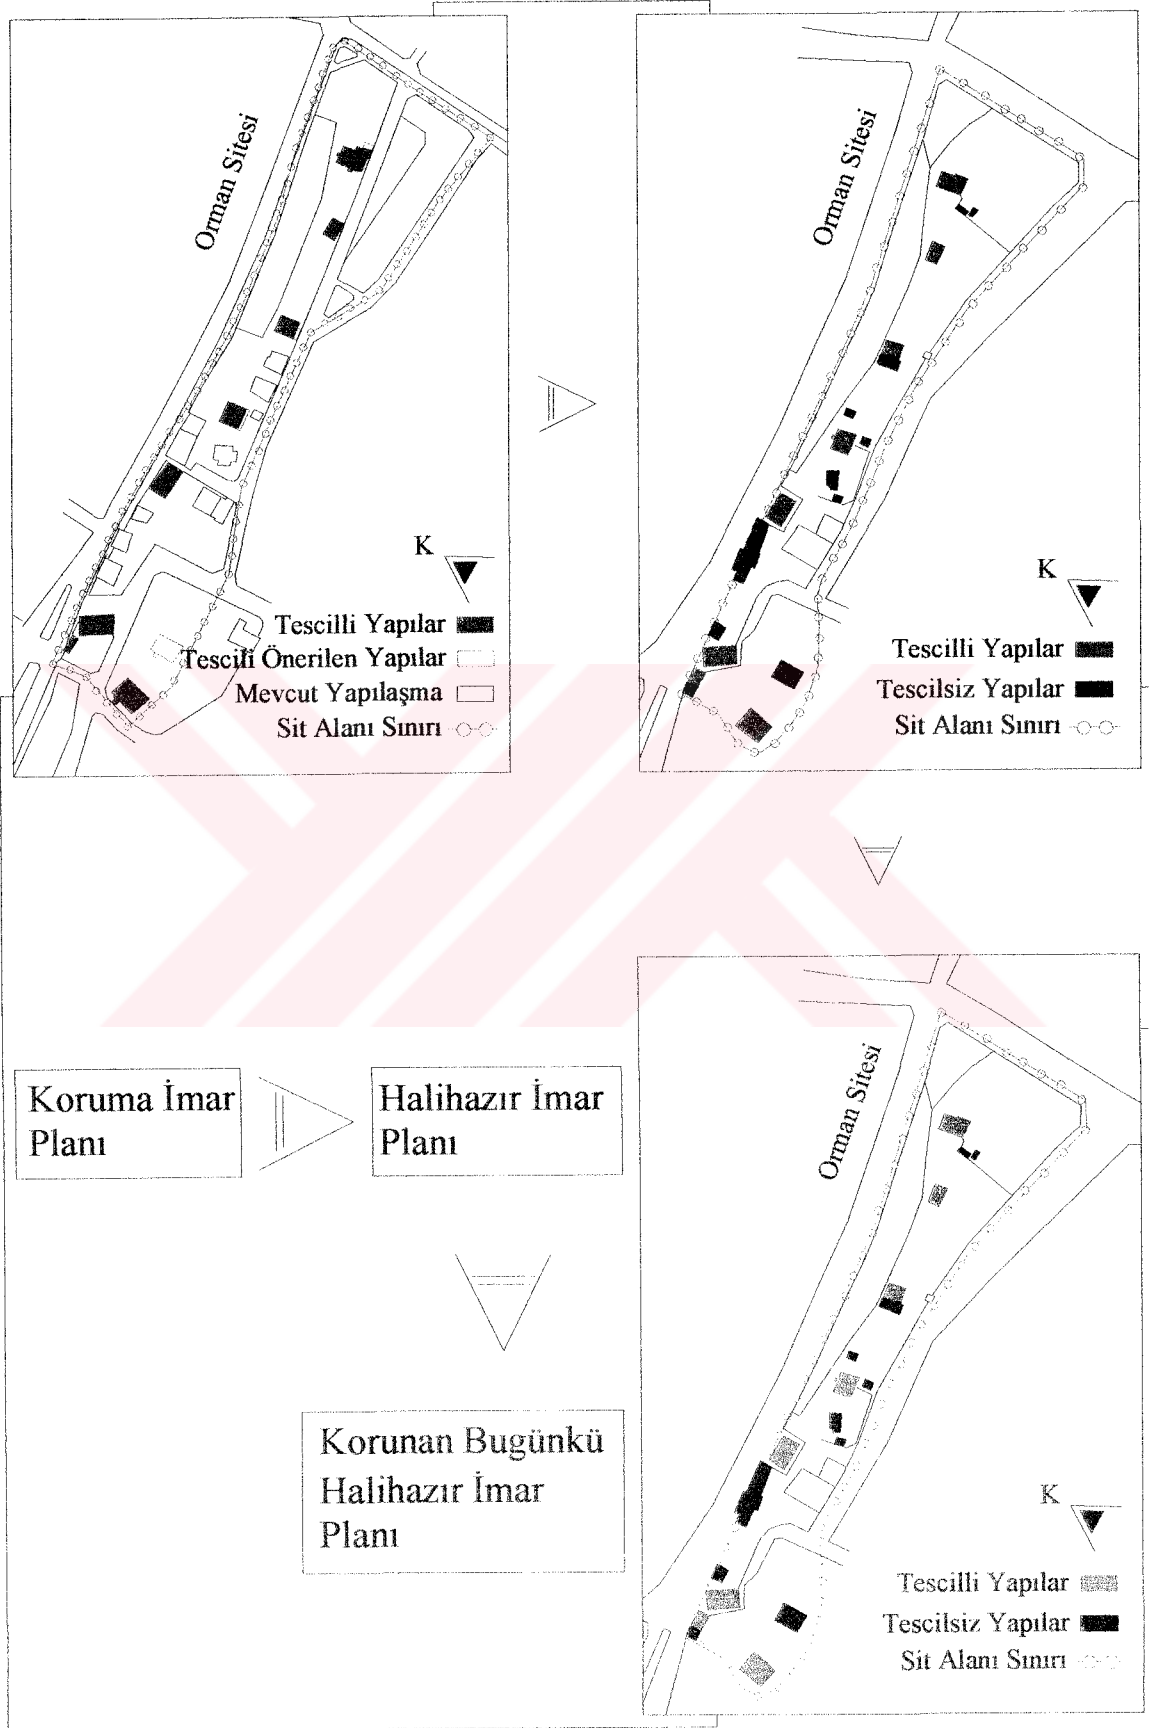 Orman Sitesi
K
Tescilli Yapılar
Tescili Önerilen Yapılar
Mevcut Yapılaşma
Sit Alanı Sınırı
Orman Sitesi
K
Tescilli Yapılar
Tescilsiz Yapılar
Sit Alanı Sınırı
Koruma İmar
Planı
Halihazır İmar
Planı
Korunan Bugünkü
Halihazır İmar
Planı
Orman Sitesi
K
Tescilli Yapılar
Tescilsiz Yapılar
Sit Alanı Sınırı